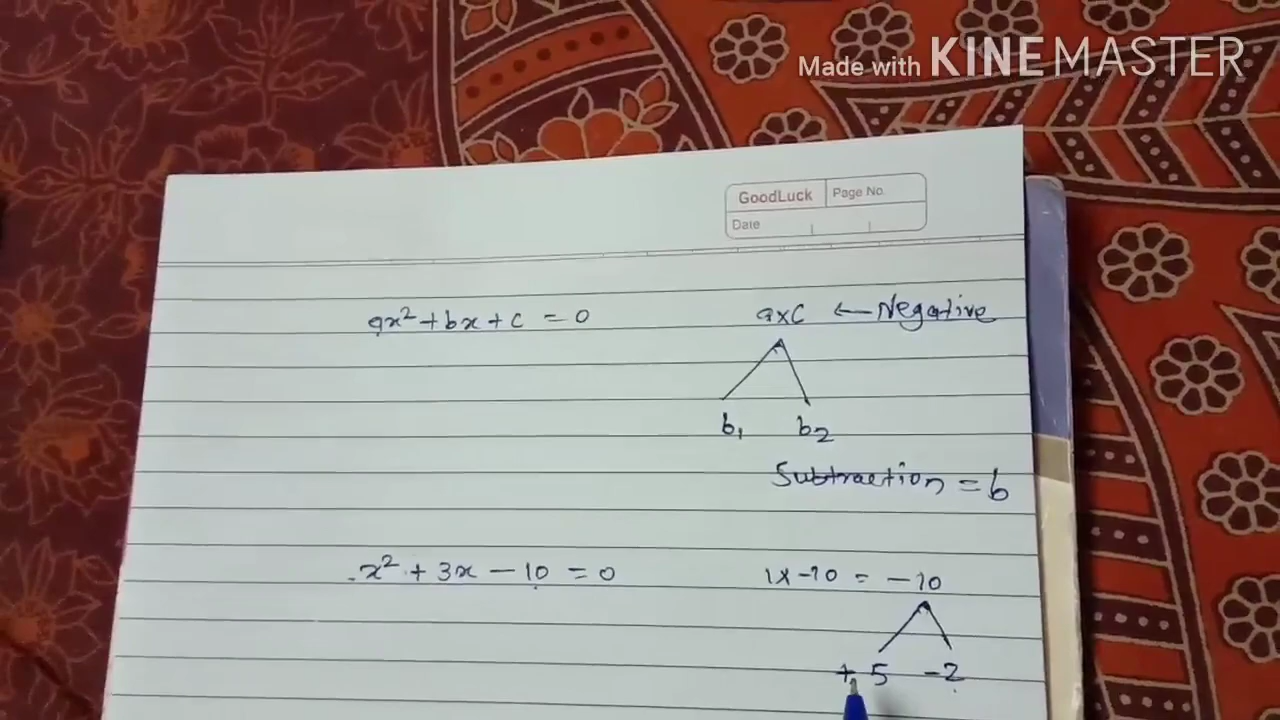 Made with KINEMASTER
GoodLuck Page No.
Date
ax² + bx + c = 0 a×c ← Negative
b₁ b₂
Subtraction = b
x² + 3x - 10 = 0 1x -10 = -10
+5 -2